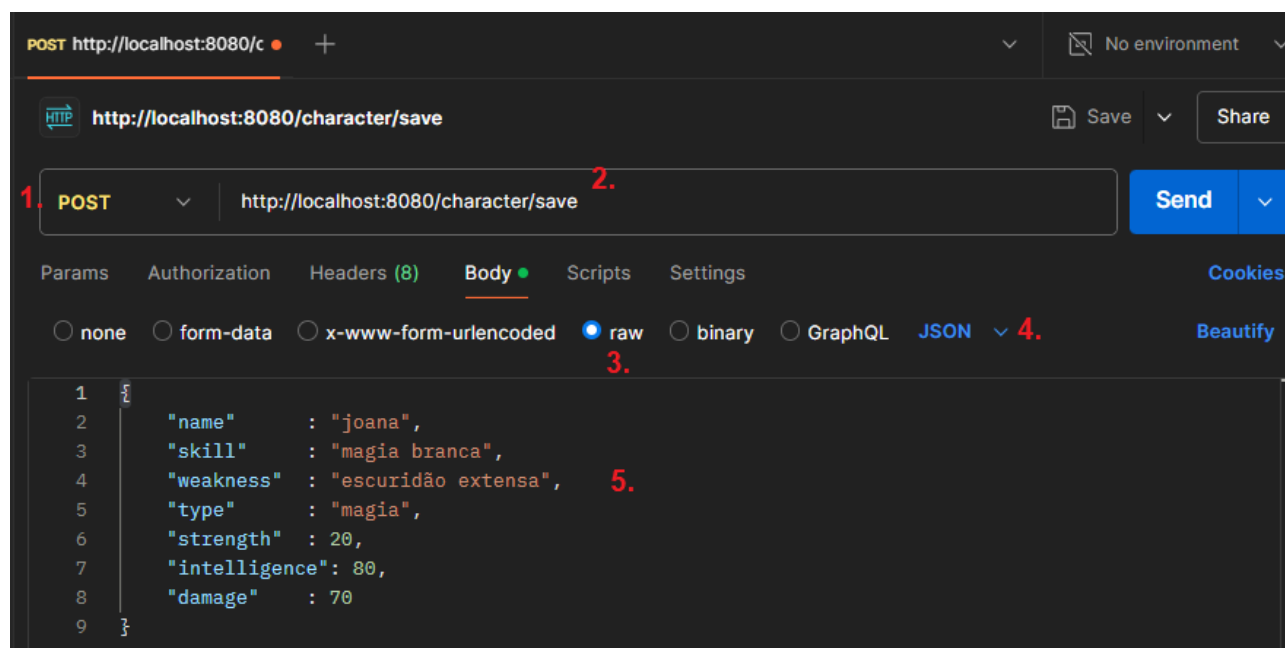 POST http://localhost:8080/c
No environment
HTTP http://localhost:8080/character/save
Save
Share
1. POST
http://localhost:8080/character/save
2.
Send
Params Authorization Headers (8) Body Scripts Settings Cookies
none form-data x-www-form-urlencoded raw binary GraphQL JSON 4. Beautify
3.
1 {
2 "name" : "joana",
3 "skill" : "magia branca",
4 "weakness" : "escuridão extensa", 5.
5 "type" : "magia",
6 "strength" : 20,
7 "intelligence": 80,
8 "damage" : 70
9 }